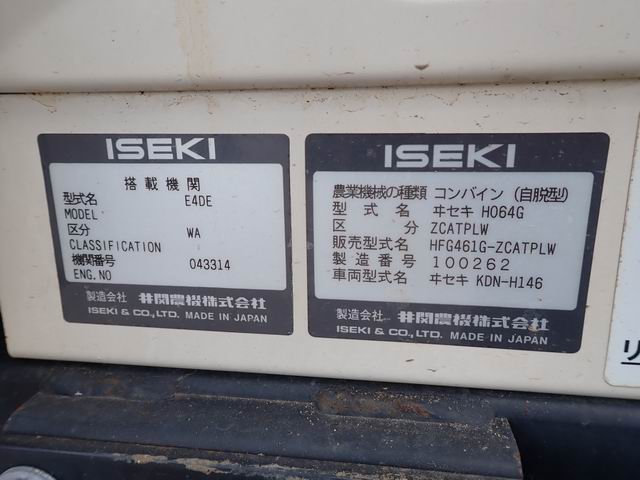 ISEKI
搭載機関
型式名 E4DE
MODEL
区分 WA
CLASSIFICATION
機関番号 043314
ENG.NO
製造会社 井関農機株式会社
ISEKI & CO., LTD. MADE IN JAPAN
ISEKI
農業機械の種類 コンバイン (自脱型)
型式名 ヰセキ HO64G
区分 ZCATPLW
販売型式名 HFG461G-ZCATPLW
製造番号 100262
車両型式名 ヰセキ KDN-H146
製造会社 井関農機株式会社
ISEKI & CO., LTD. MADE IN JAPAN
リ